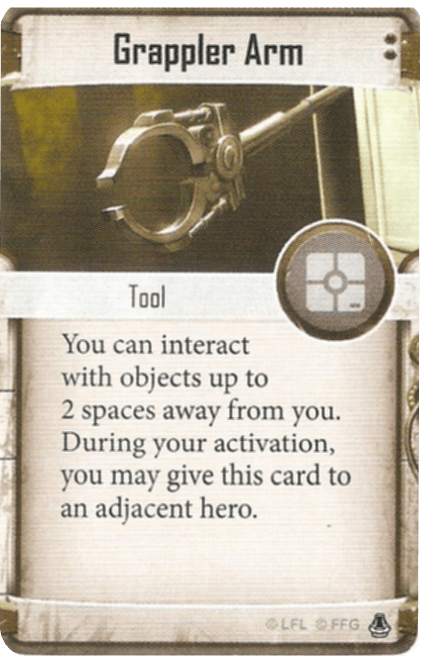 Grappler Arm
Tool
You can interact
with objects up to
2 spaces away from you.
During your activation,
you may give this card to
an adjacent hero.
© LFL © FFG